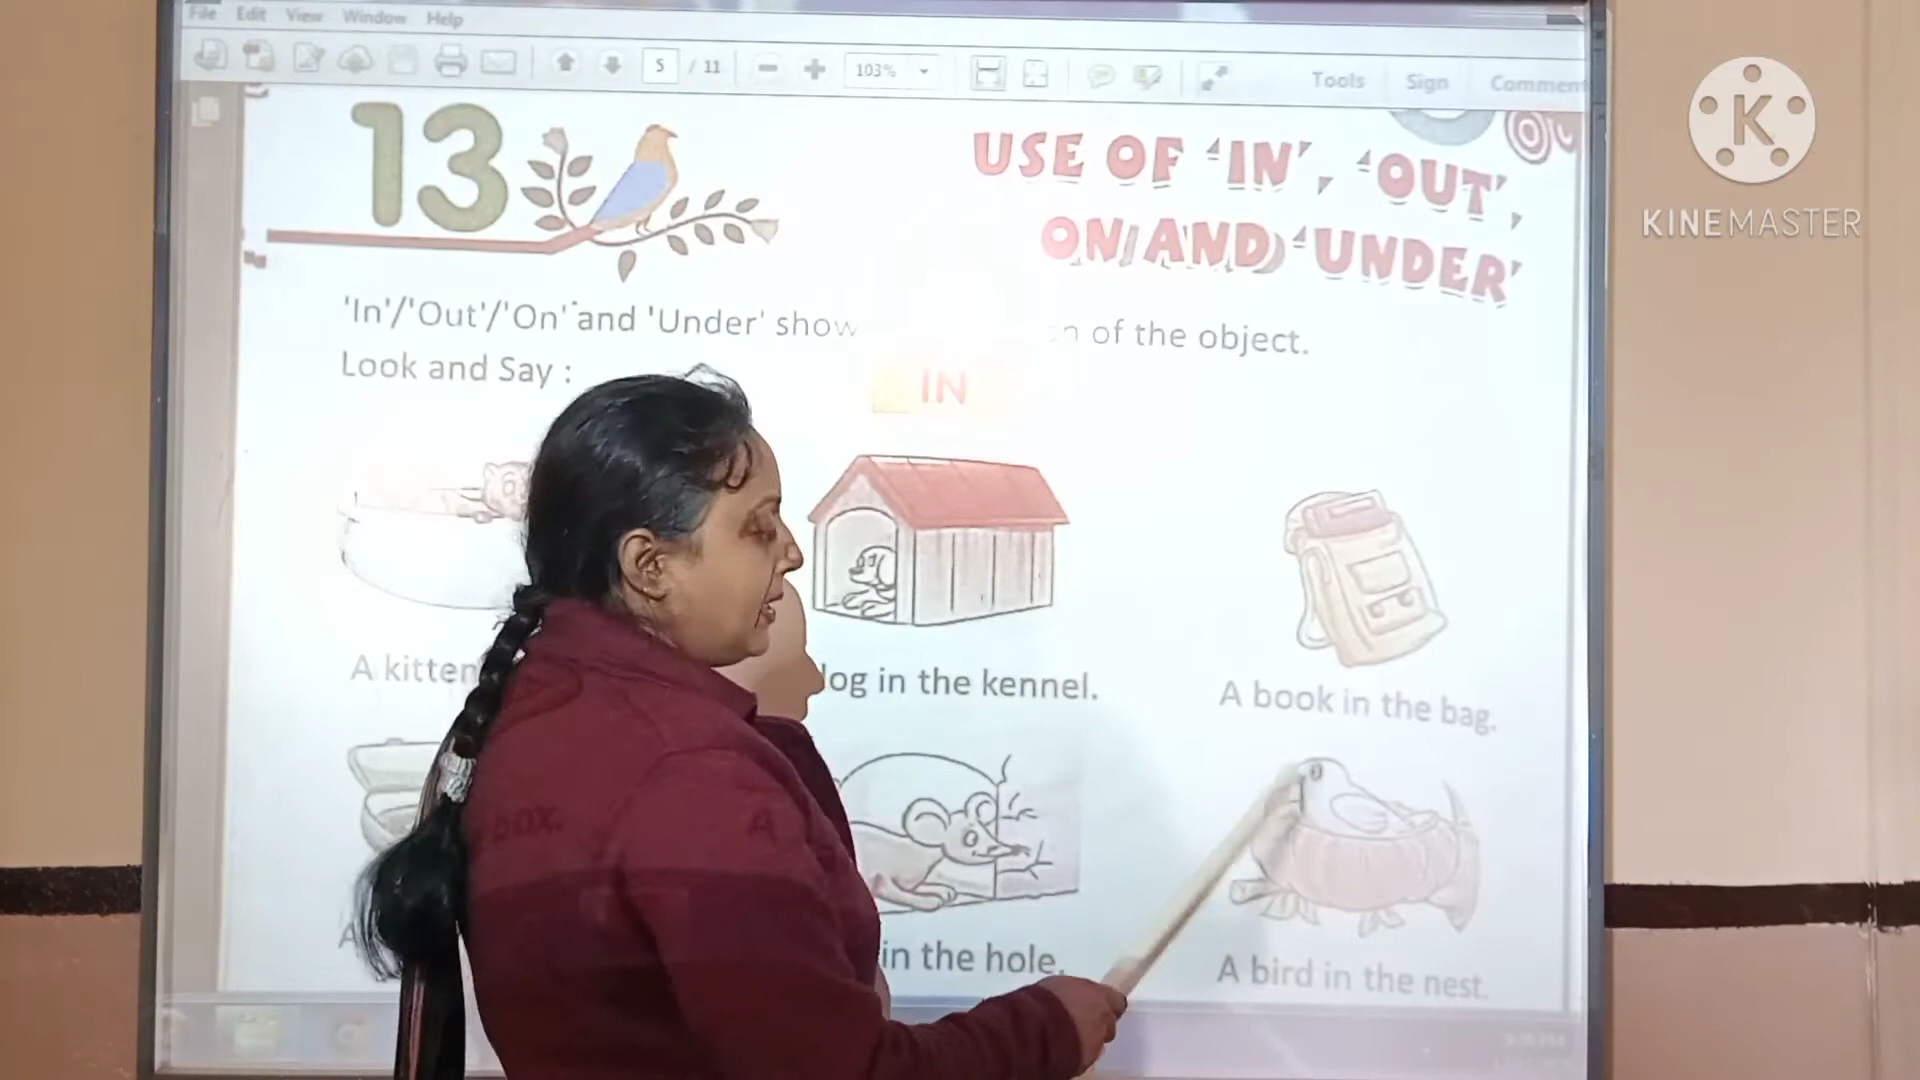 File Edit View Window Help
5 / 11 103% Tools Sign Comment
K
KINEMASTER
13
USE OF 'IN', 'OUT',
ON AND 'UNDER'
'In'/'Out'/'On' and 'Under' show of the object.
Look and Say :
IN
A kitten
dog in the kennel.
A book in the bag.
box.
A
A
in the hole.
A bird in the nest.